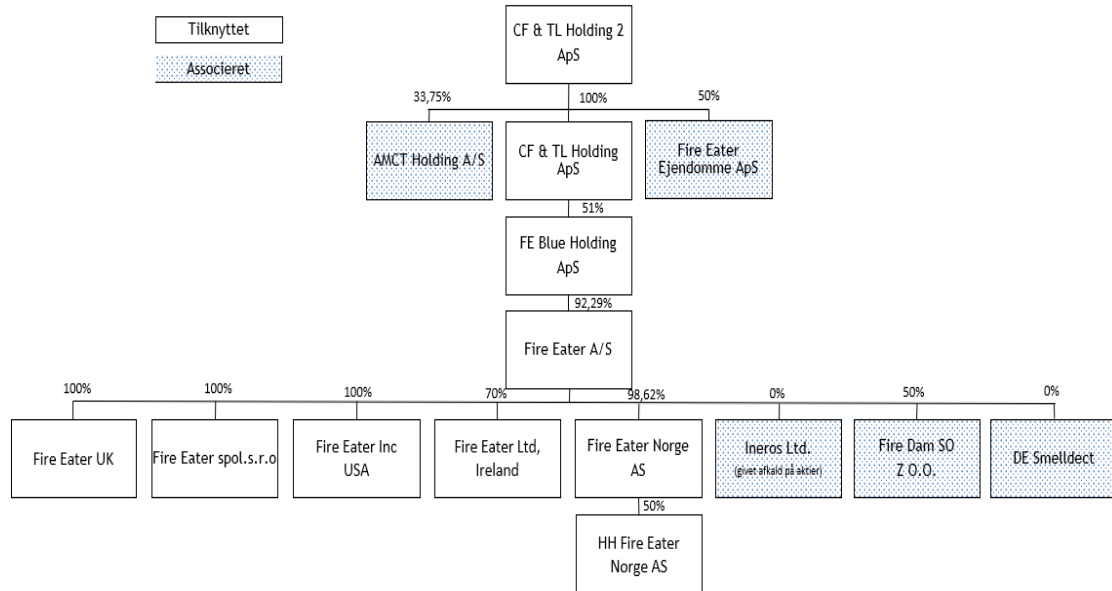 Tilknyttet
Associeret
CF & TL Holding 2
ApS
33,75%
100%
50%
AMCT Holding A/S
CF & TL Holding
ApS
Fire Eater
Ejendomme ApS
51%
FE Blue Holding
ApS
92,29%
Fire Eater A/S
100%
100%
100%
70%
98,62%
0%
50%
0%
Fire Eater UK
Fire Eater spol.s.r.o
Fire Eater Inc
USA
Fire Eater Ltd,
Ireland
Fire Eater Norge
AS
Ineros Ltd.
(givet afkald på aktier)
Fire Dam SO
Z O.O.
DE Smelldect
50%
HH Fire Eater
Norge AS